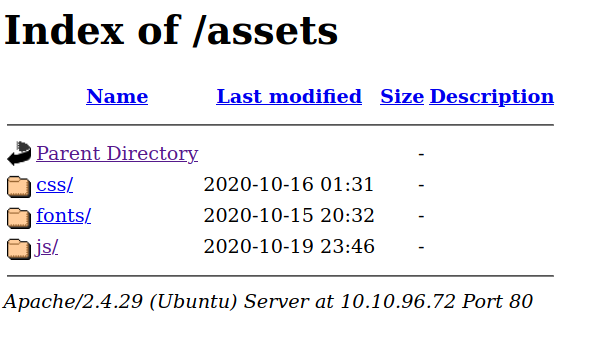 Index of /assets
Name Last modified Size Description
Parent Directory -
css/ 2020-10-16 01:31 -
fonts/ 2020-10-15 20:32 -
js/ 2020-10-19 23:46 -
Apache/2.4.29 (Ubuntu) Server at 10.10.96.72 Port 80